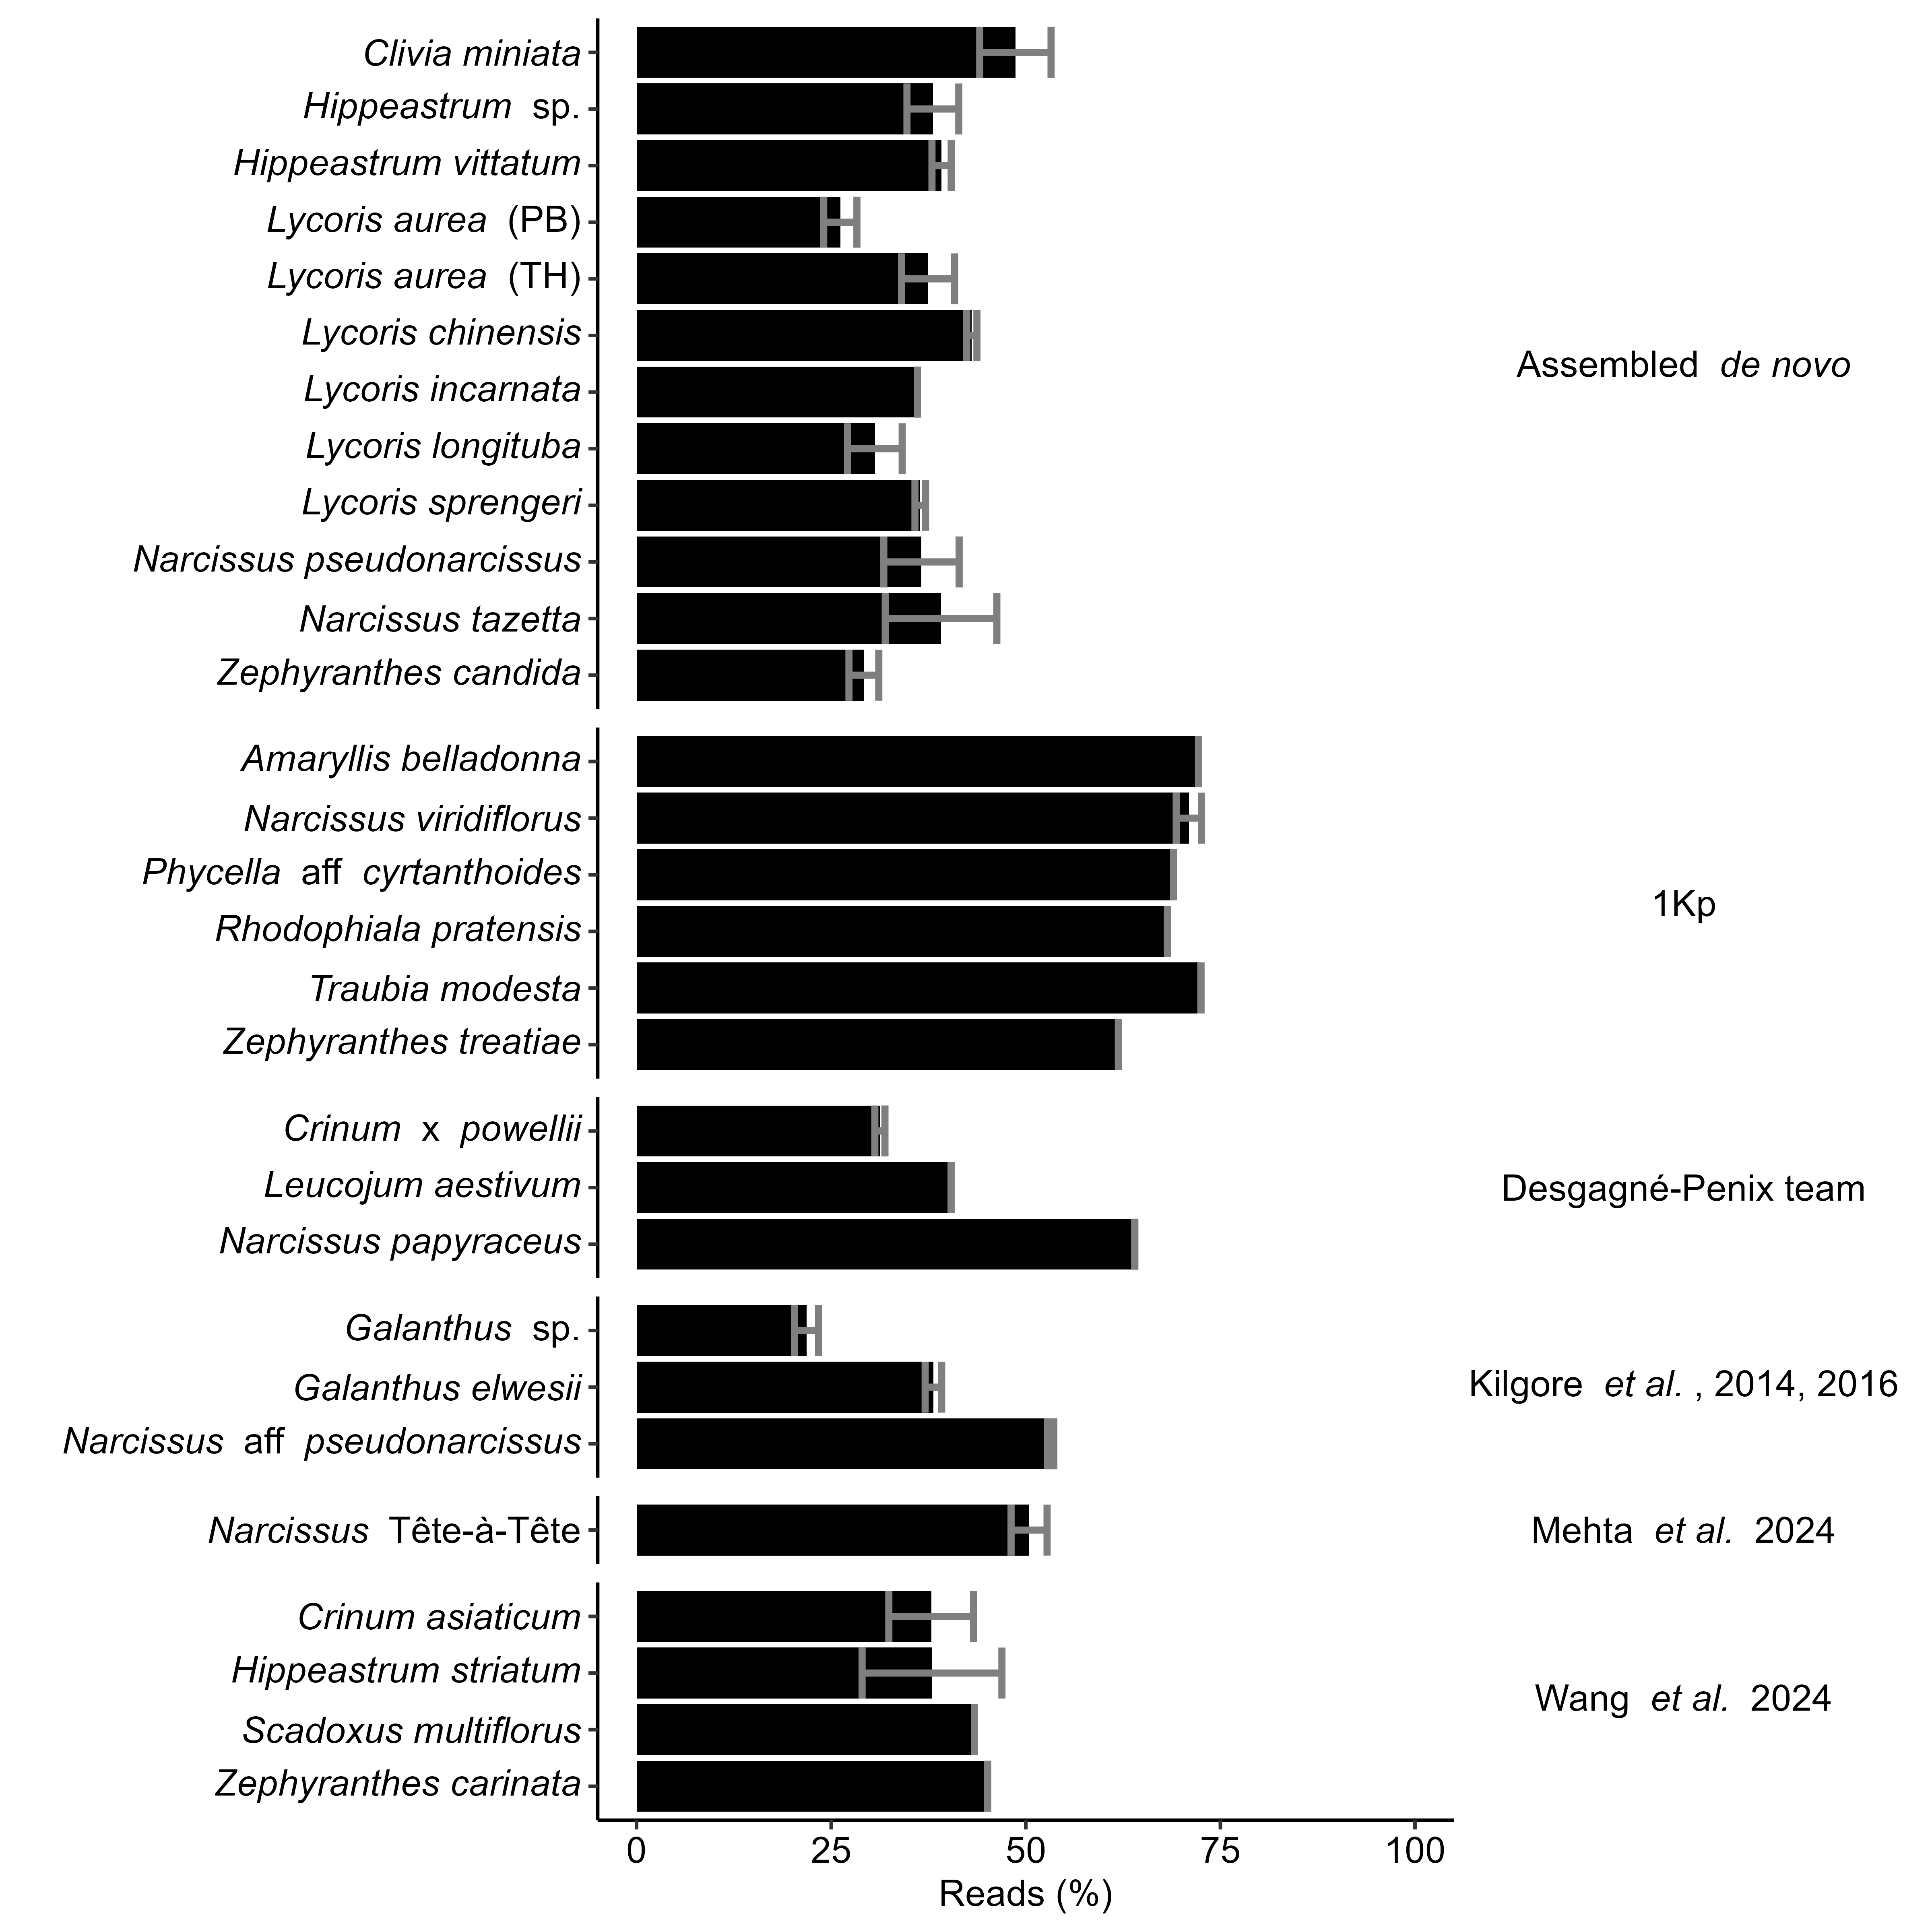 Clivia miniata
Hippeastrum sp.
Hippeastrum vittatum
Lycoris aurea (PB)
Lycoris aurea (TH)
Lycoris chinensis
Lycoris incarnata
Lycoris longituba
Lycoris sprengeri
Narcissus pseudonarcissus
Narcissus tazetta
Zephyranthes candida
Assembled de novo
Amaryllis belladonna
Narcissus viridiflorus
Phycella aff cyrtanthoides
Rhodophiala pratensis
Traubia modesta
Zephyranthes treatiae
1Kp
Crinum x powellii
Leucojum aestivum
Narcissus papyraceus
Desgagné-Penix team
Galanthus sp.
Galanthus elwesii
Narcissus aff pseudonarcissus
Kilgore et al. , 2014, 2016
Narcissus Tête-à-Tête
Mehta et al. 2024
Crinum asiaticum
Hippeastrum striatum
Scadoxus multiflorus
Zephyranthes carinata
Wang et al. 2024
0 25 50 75 100
Reads (%)